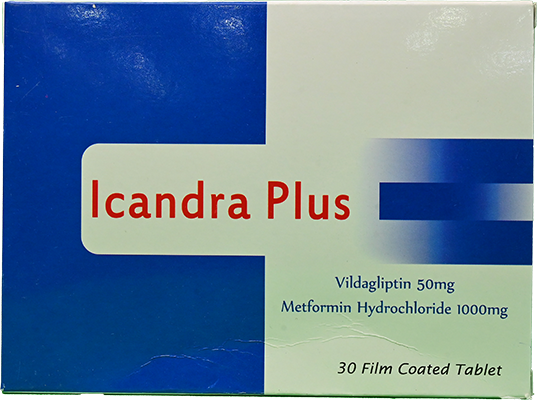 Icandra Plus
Vildagliptin 50mg
Metformin Hydrochloride 1000mg
30 Film Coated Tablet